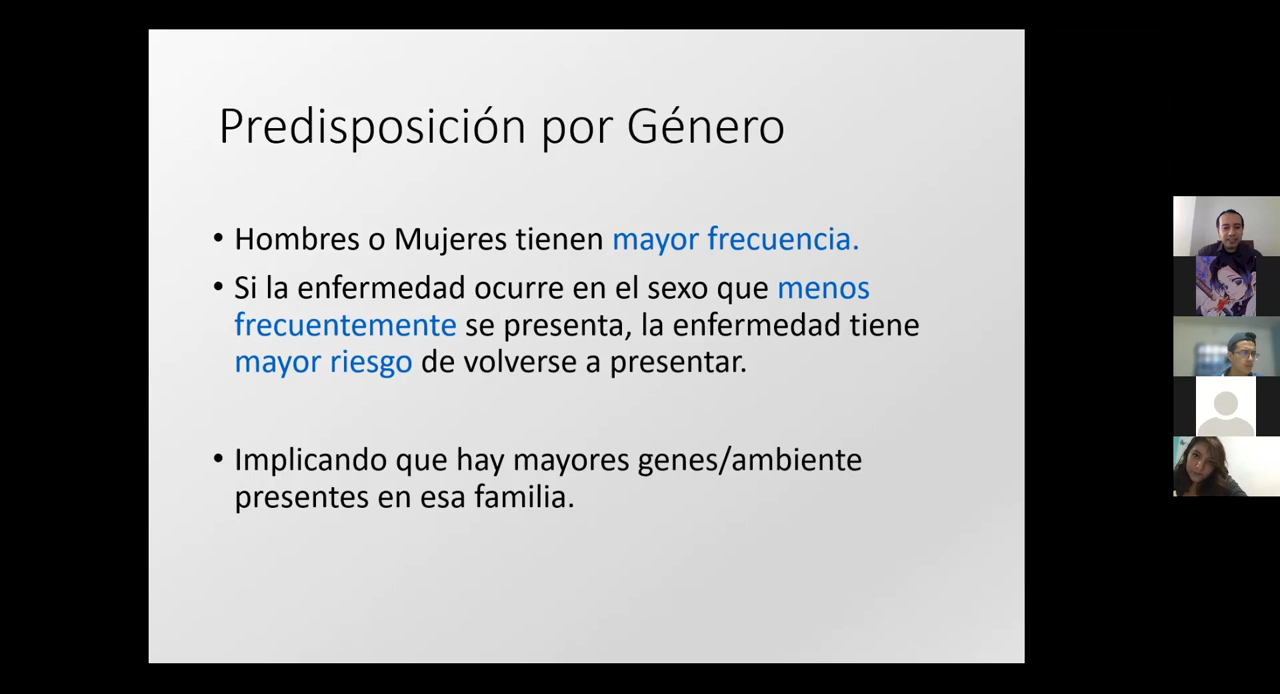 Predisposición por Género
• Hombres o Mujeres tienen mayor frecuencia.
• Si la enfermedad ocurre en el sexo que menos
frecuentemente se presenta, la enfermedad tiene
mayor riesgo de volverse a presentar.
• Implicando que hay mayores genes/ambiente
presentes en esa familia.